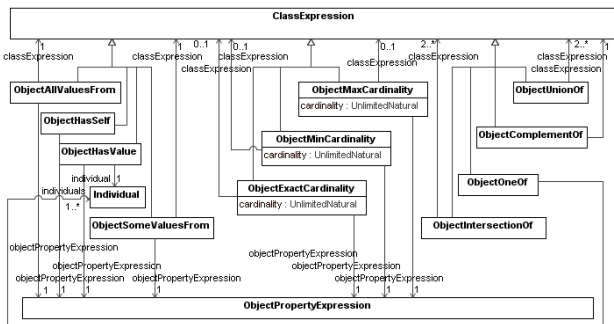 ClassExpression
1 1 0..1 0..1 0..1 2..* 2..* 1
classExpression classExpression classExpression classExpression classExpression
classExpression classExpression classExpression
ObjectAllValuesFrom
ObjectMaxCardinality
cardinality : UnlimitedNatural
ObjectUnionOf
ObjectHasSelf
ObjectMinCardinality
cardinality : UnlimitedNatural
ObjectComplementOf
ObjectHasValue
individual 1
individuals
1..*
Individual
ObjectExactCardinality
cardinality : UnlimitedNatural
ObjectOneOf
ObjectSomeValuesFrom
ObjectIntersectionOf
objectPropertyExpression objectPropertyExpression
objectPropertyExpression objectPropertyExpression
objectPropertyExpression objectPropertyExpression objectPropertyExpression
1 1 1 1 1 1 1
ObjectPropertyExpression